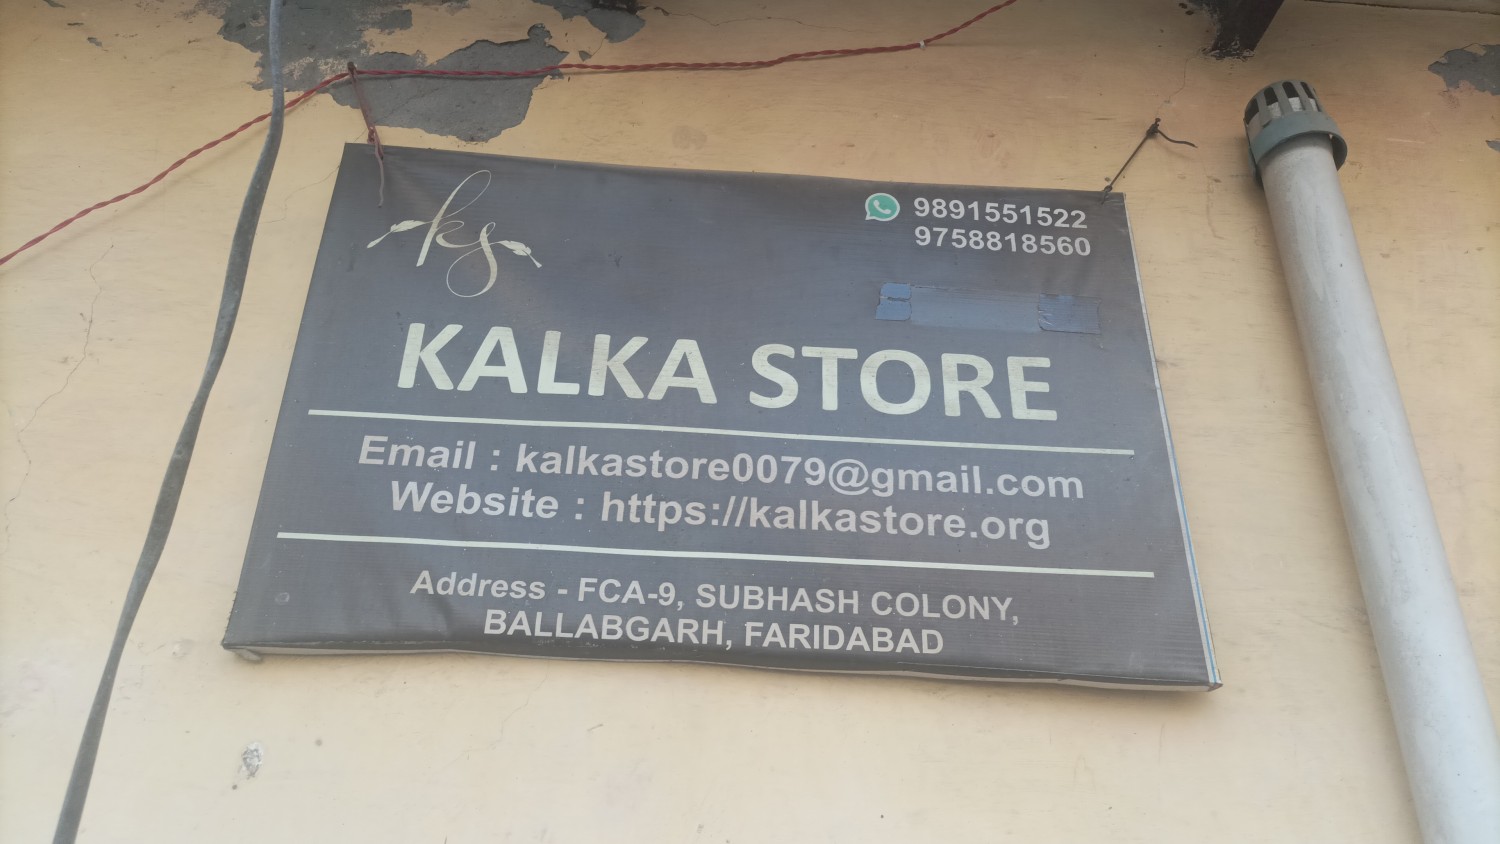 ks
9891551522
9758818560
KALKA STORE
Email : kalkastore0079@gmail.com
Website : https://kalkastore.org
Address - FCA-9, SUBHASH COLONY,
BALLABGARH, FARIDABAD